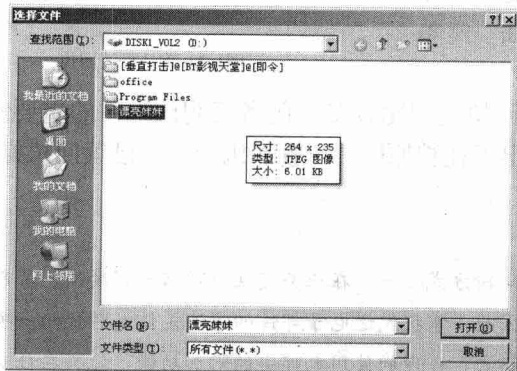 选择文件
查找范围(I): DISK1_VOL2 (D:)
[垂直打击]@[BT影视天堂]@[即令]
office
Program Files
漂亮妹妹
尺寸: 264 x 235
类型: JPEG 图像
大小: 6.01 KB
我最近的文档
桌面
我的文档
我的电脑
网上邻居
文件名(N) 漂亮妹妹 打开(O)
文件类型(T) 所有文件(*.*) 取消